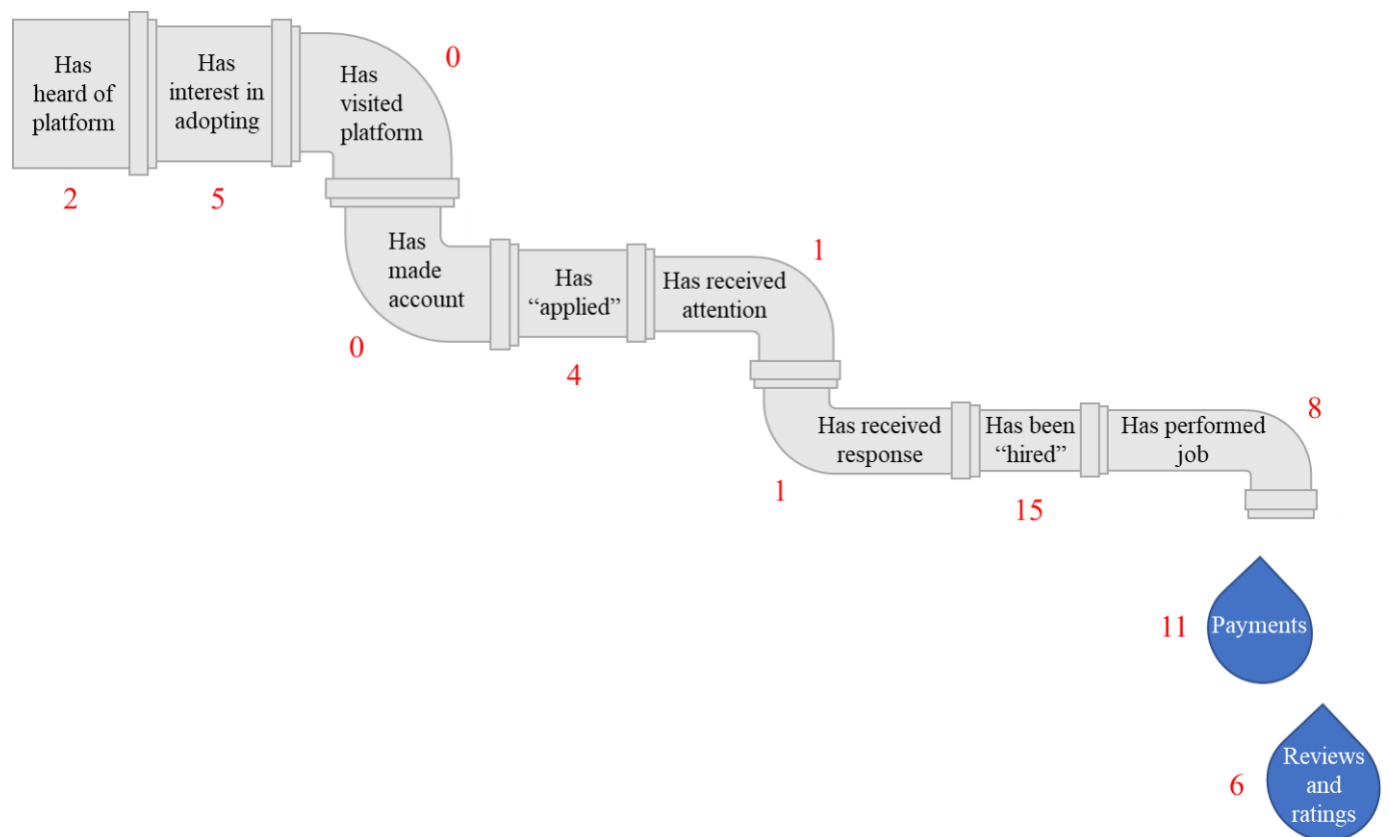 Has
heard of
platform
2
Has
interest in
adopting
5
Has
visited
platform
0
Has
made
account
0
Has
“applied”
4
Has received
attention
1
Has received
response
1
Has been
“hired”
15
Has performed
job
8
Payments
11
Reviews
and
ratings
6